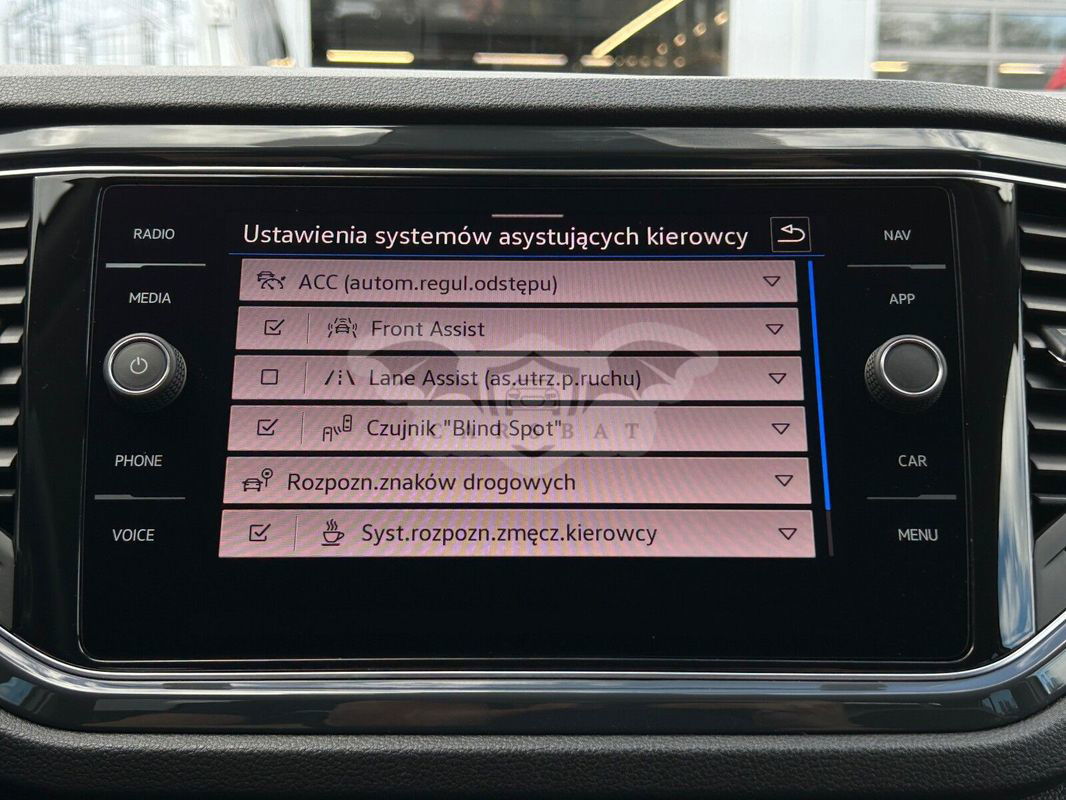 RADIO
MEDIA
PHONE
VOICE
Ustawienia systemów asystujących kierowcy
ACC (autom.regul.odstępu)
Front Assist
Lane Assist (as.utrz.p.ruchu)
Czujnik "Blind Spot"
Rozpozn.znaków drogowych
Syst.rozpozn.zmęcz.kierowcy
NAV
APP
CAR
MENU